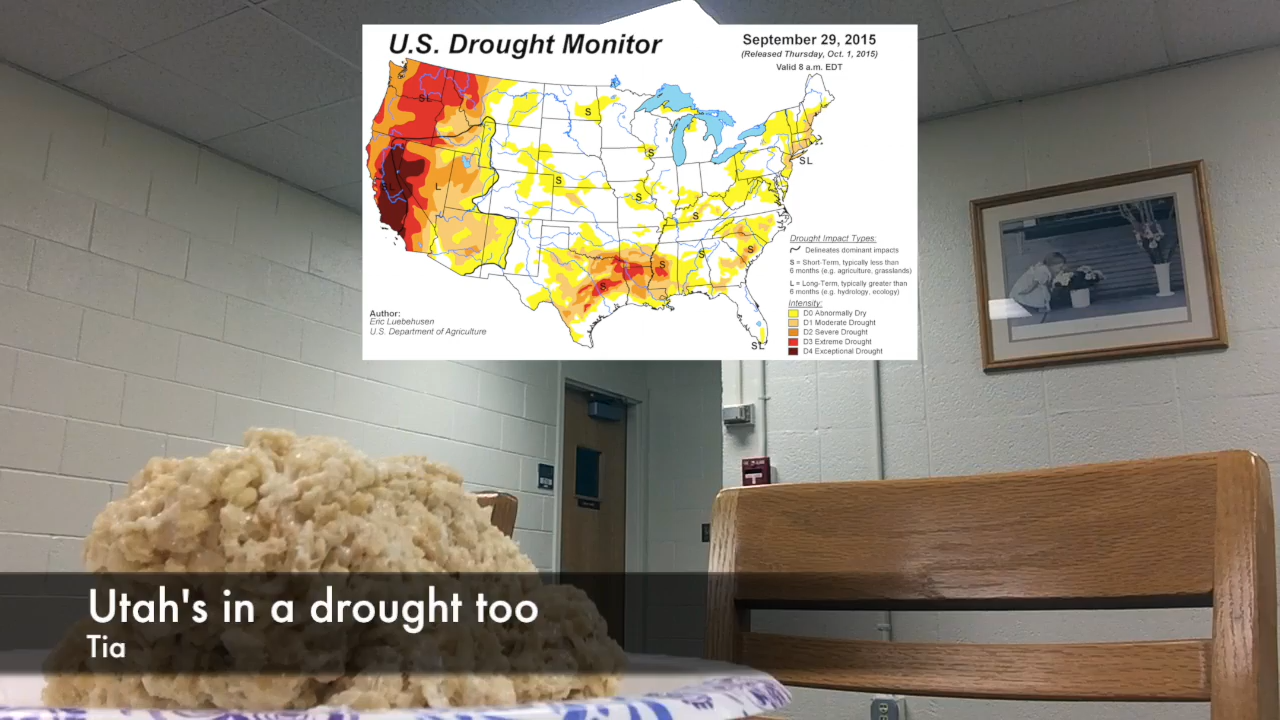 U.S. Drought Monitor
September 29, 2015
(Released Thursday, Oct. 1, 2015)
Valid 8 a.m. EDT
SL
S
S
SL
S
L
S
S
S
S
S
S
S
SL
Drought Impact Types:
Delineates dominant impacts
S = Short-Term, typically less than
6 months (e.g. agriculture, grasslands)
L = Long-Term, typically greater than
6 months (e.g. hydrology, ecology)
Intensity:
D0 Abnormally Dry
D1 Moderate Drought
D2 Severe Drought
D3 Extreme Drought
D4 Exceptional Drought
Author:
Eric Luebehusen
U.S. Department of Agriculture
Utah's in a drought too
Tia